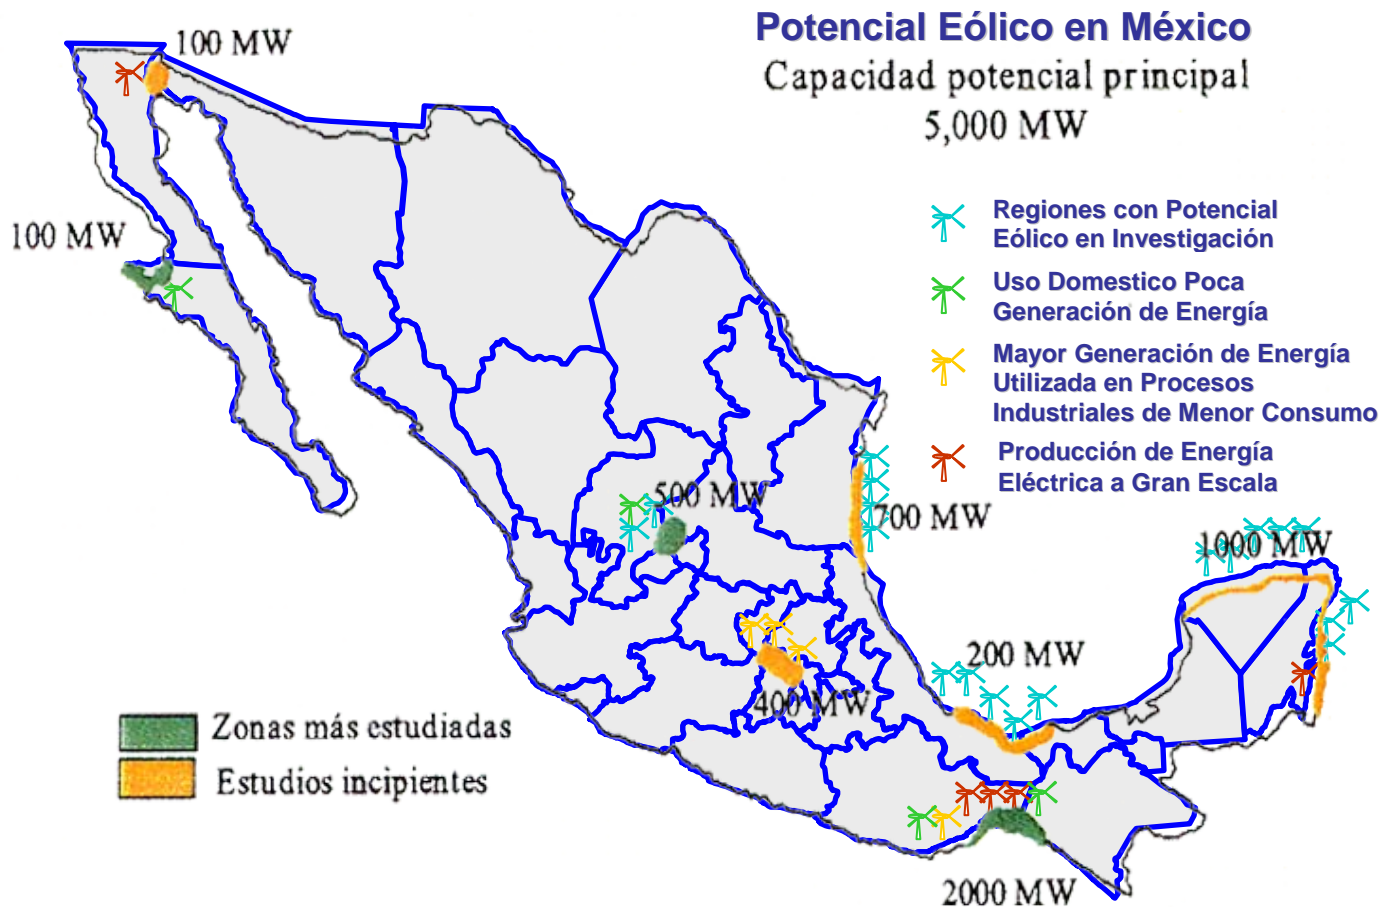 Potencial Eólico en México
Capacidad potencial principal
5,000 MW
100 MW
100 MW
Regiones con Potencial
Eólico en Investigación
Uso Domestico Poca
Generación de Energía
Mayor Generación de Energía
Utilizada en Procesos
Industriales de Menor Consumo
Producción de Energía
Eléctrica a Gran Escala
500 MW
700 MW
1000 MW
200 MW
400 MW
Zonas más estudiadas
Estudios incipientes
2000 MW